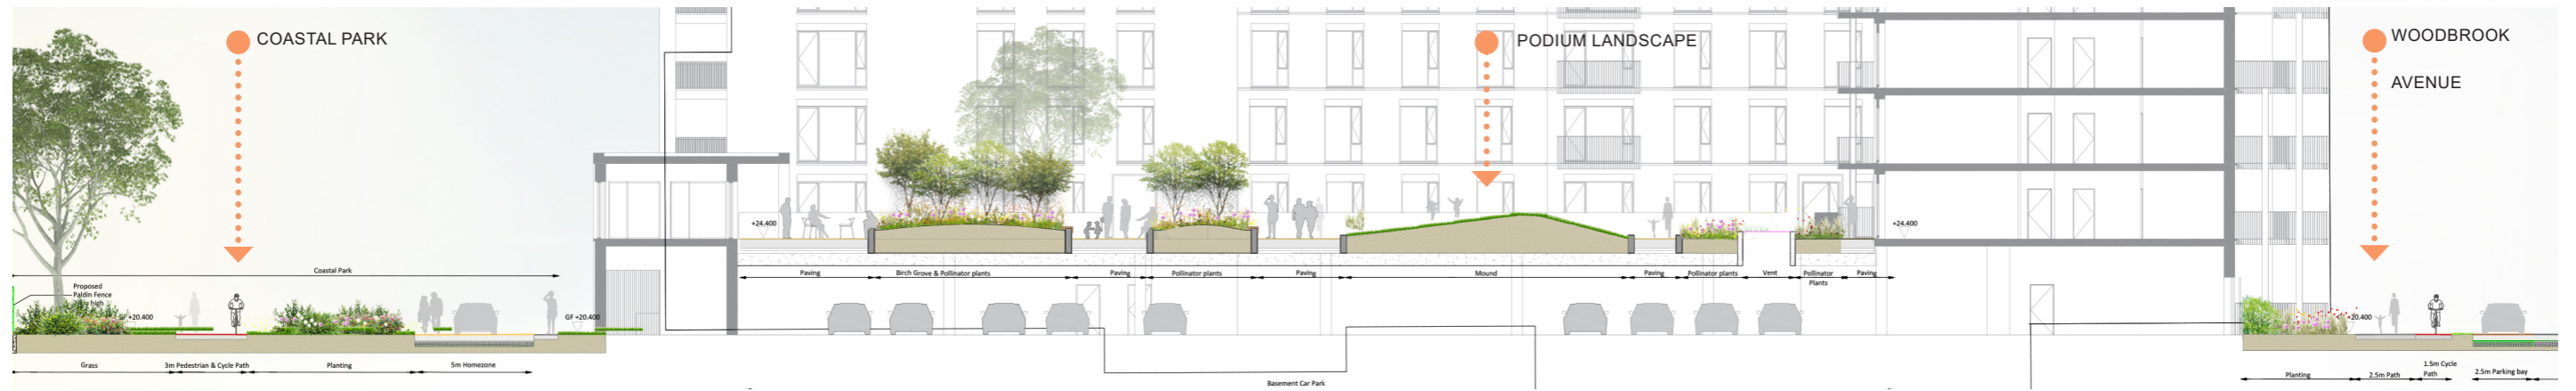 COASTAL PARK
PODIUM LANDSCAPE
WOODBROOK
AVENUE
+24.400
+24.400
Coastal Park
Paving
Birch Grove & Pollinator plants
Paving
Pollinator plants
Paving
Mound
Paving
Pollinator plants
Vent
Pollinator
Plants
Paving
Proposed
Paldin Fence
high
+20.400
GF +20.400
+20.400
Grass
3m Pedestrian & Cycle Path
Planting
5m Homezone
Basement Car Park
Planting
2.5m Path
1.5m Cycle
Path
2.5m Parking bay